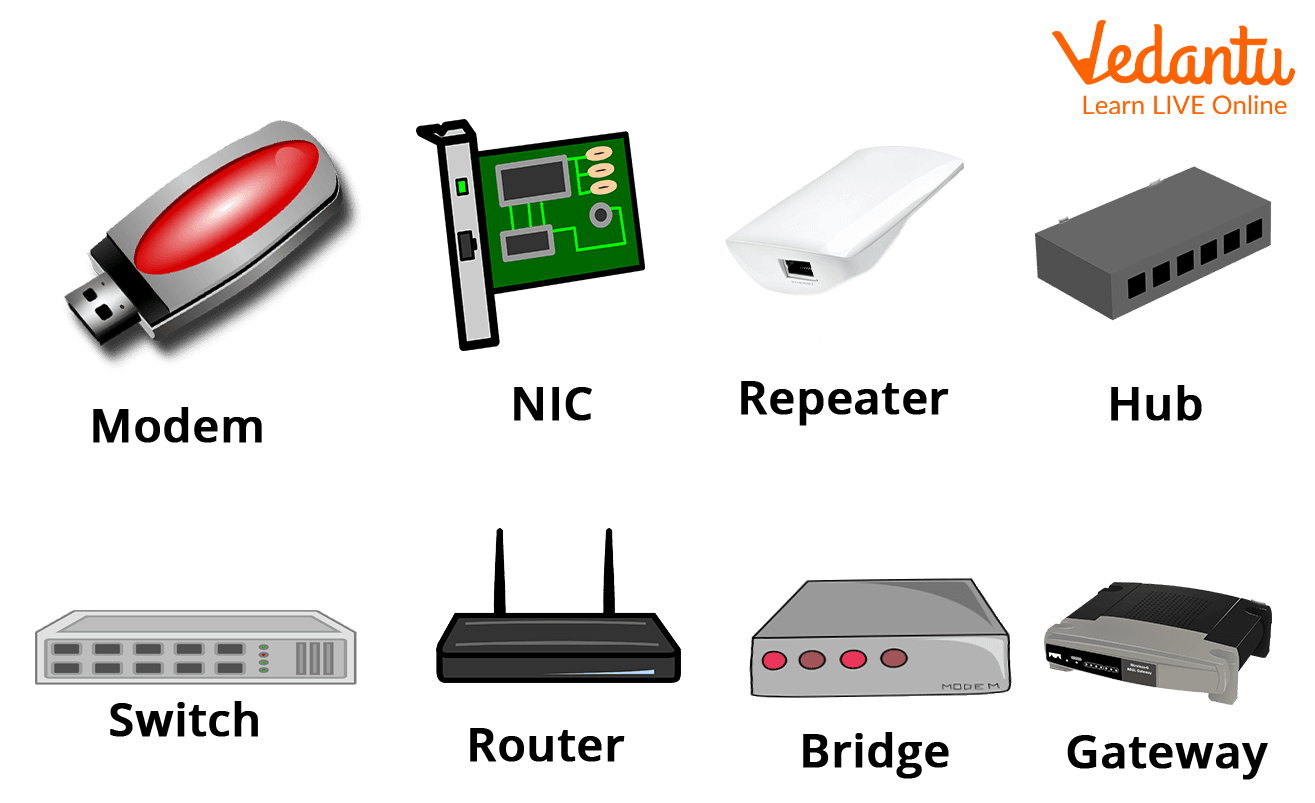 Vedantu
Learn LIVE Online
Modem
NIC
Repeater
Hub
MODEM
Switch
Router
Bridge
Gateway